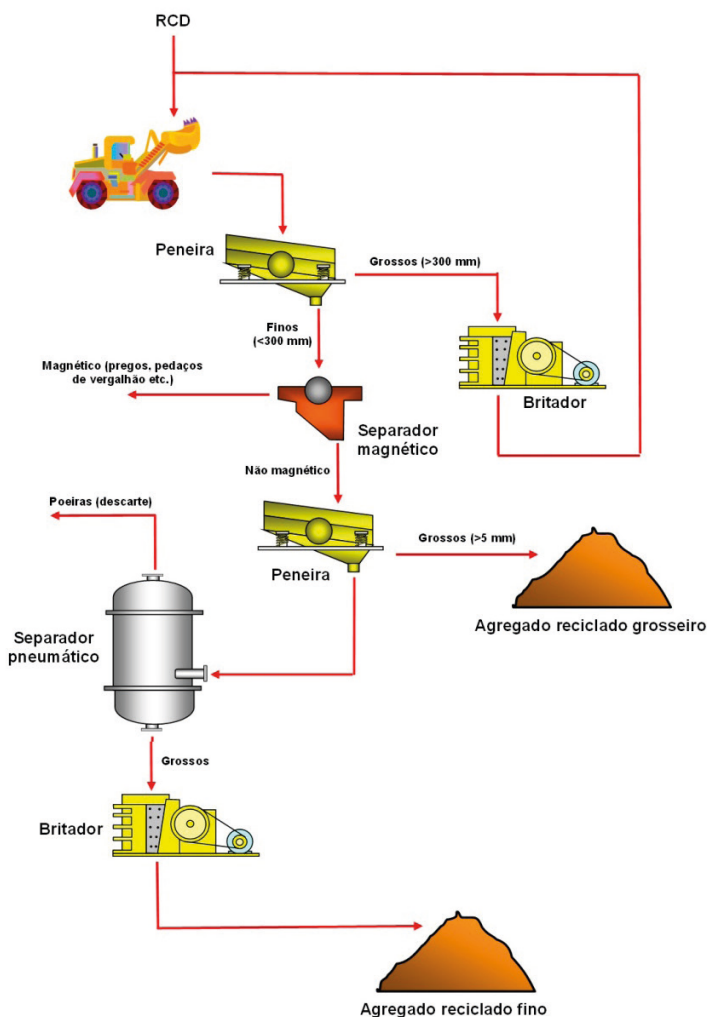 RCD
Peneira
Grossos (>300 mm)
Finos
(<300 mm)
Britador
Magnético (pregos, pedaços
de vergalhão etc.)
Separador
magnético
Não magnético
Poeiras (descarte)
Grossos (>5 mm)
Peneira
Agregado reciclado grosseiro
Separador
pneumático
Grossos
Britador
Agregado reciclado fino